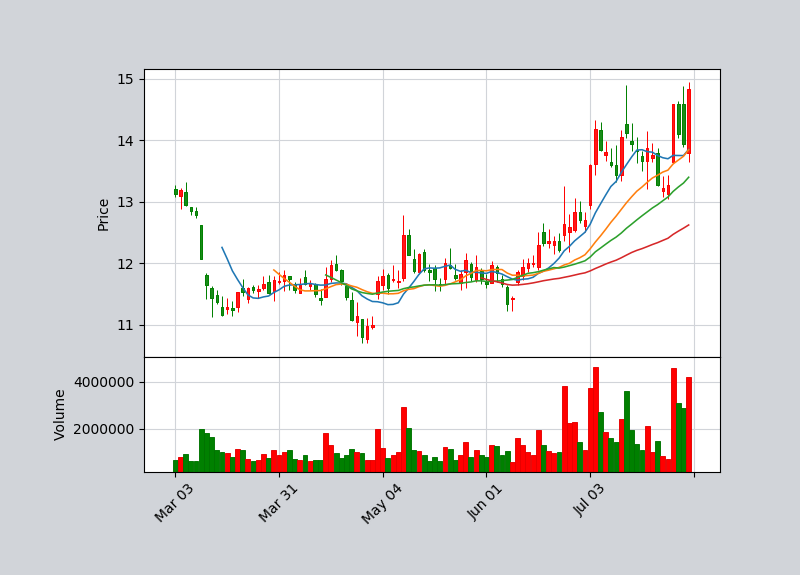 15
14
13
12
11
Price
4000000
2000000
Volume
Mar 03
Mar 31
May 04
Jun 01
Jul 03